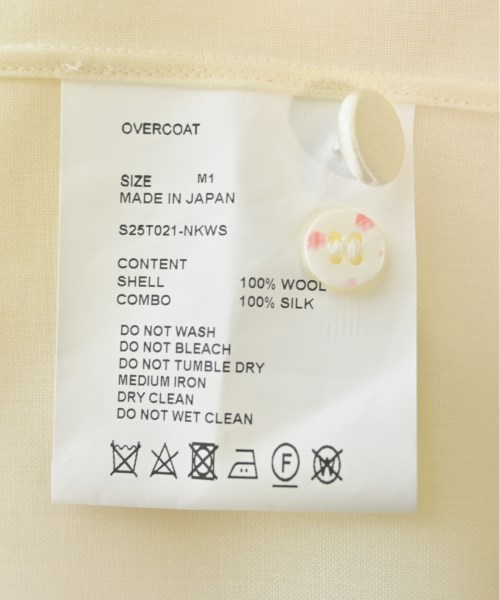 OVERCOAT
SIZE M1
MADE IN JAPAN
S25T021-NKWS
CONTENT
SHELL 100% WOOL
COMBO 100% SILK
DO NOT WASH
DO NOT BLEACH
DO NOT TUMBLE DRY
MEDIUM IRON
DRY CLEAN
DO NOT WET CLEAN
F W